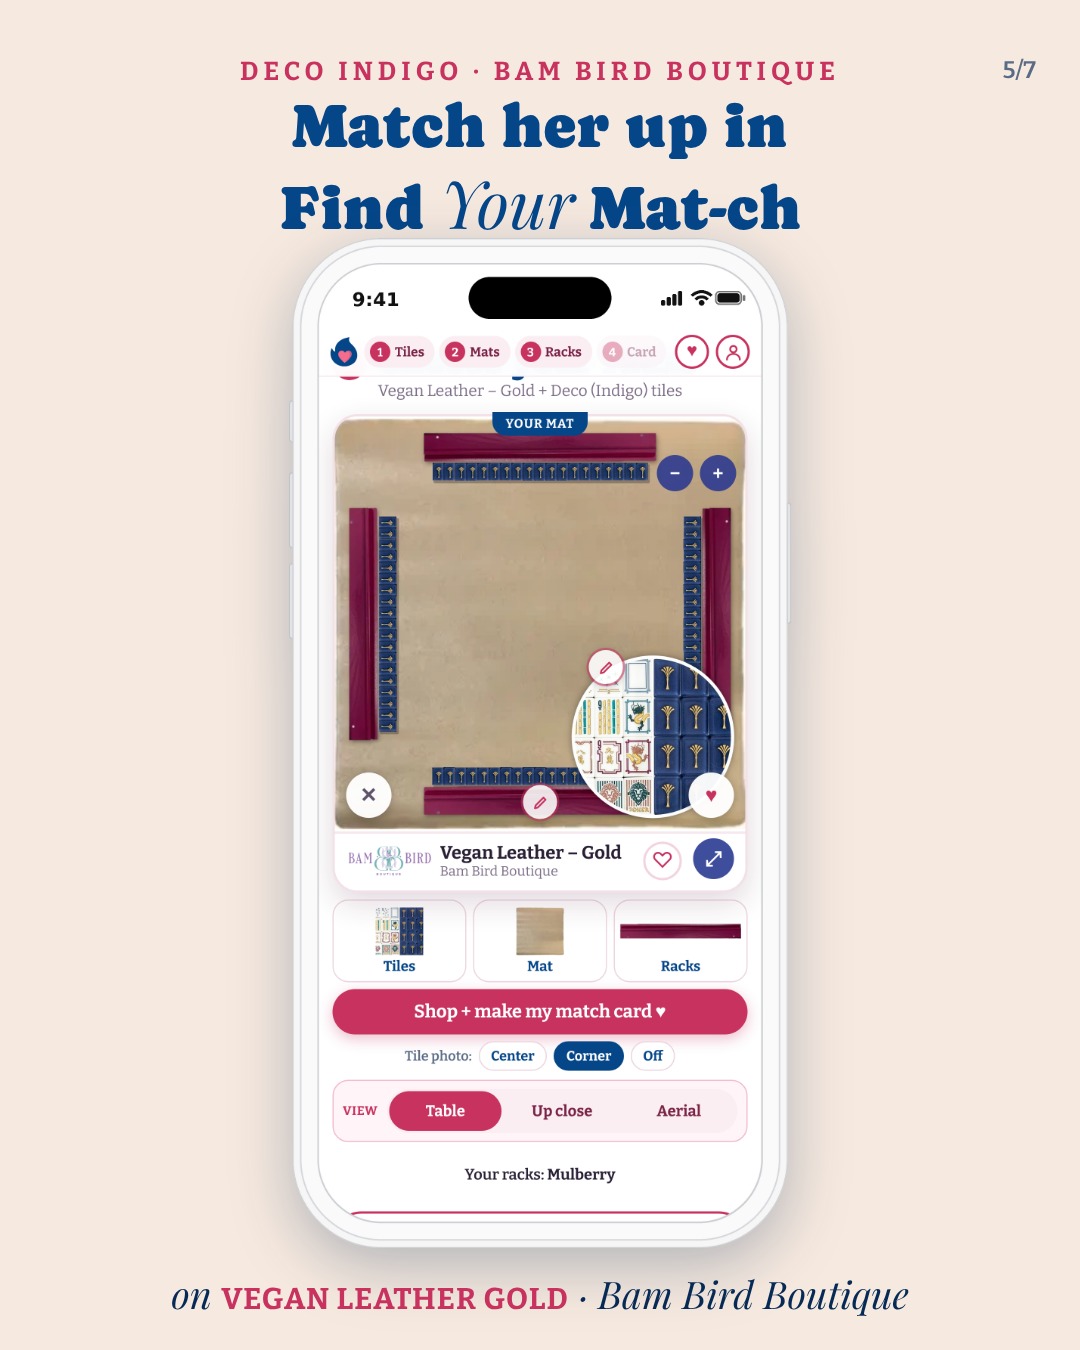 DECO INDIGO · BAM BIRD BOUTIQUE
5/7
Match her up in
Find Your Mat-ch
9:41
1 Tiles
2 Mats
3 Racks
4 Card
Vegan Leather – Gold + Deco (Indigo) tiles
YOUR MAT
BAM BIRD
BOUTIQUE
Vegan Leather – Gold
Bam Bird Boutique
Tiles
Mat
Racks
Shop + make my match card ♥
Tile photo: Center Corner Off
VIEW Table Up close Aerial
Your racks: Mulberry
on VEGAN LEATHER GOLD · Bam Bird Boutique